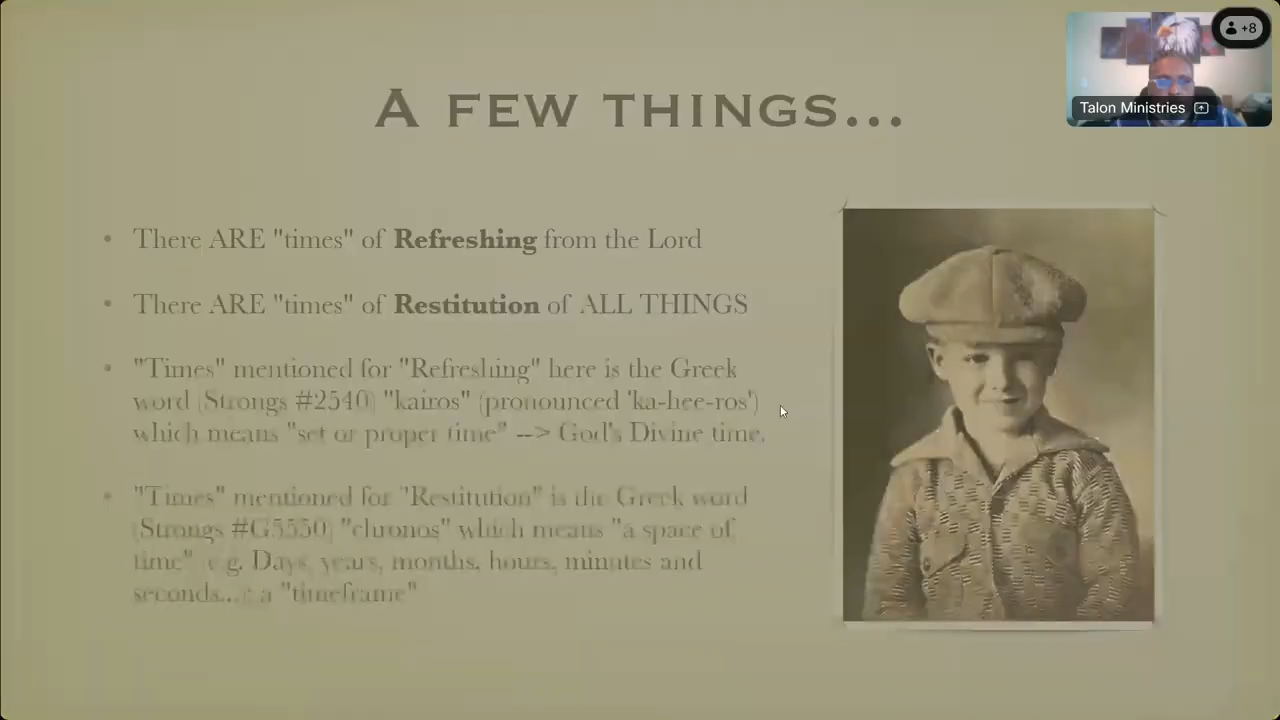 A FEW THINGS...
+8
Talon Ministries
• There ARE "times" of Refreshing from the Lord
• There ARE "times" of Restitution of ALL THINGS
• "Times" mentioned for "Refreshing" here is the Greek
word (Strongs #2540) "kairos" (pronounced 'ka-hee-ros')
which means "set or proper time" --> God's Divine time.
• "Times" mentioned for "Restitution" is the Greek word
(Strongs #G5550) "chronos" which means "a space of
time" e.g. Days, years, months, hours, minutes and
seconds... a "timeframe"